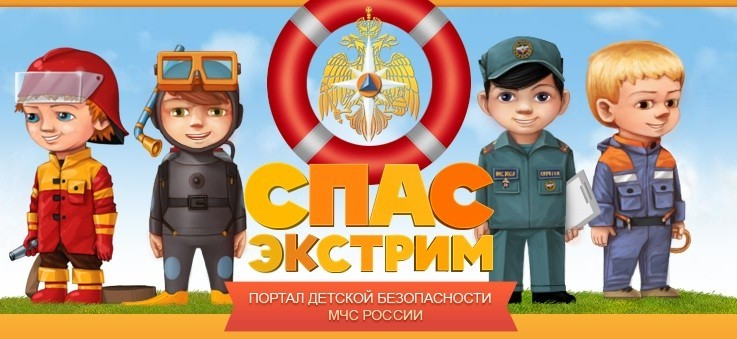 СПАС
ЭКСТРИМ
ПОРТАЛ ДЕТСКОЙ БЕЗОПАСНОСТИ
МЧС РОССИИ